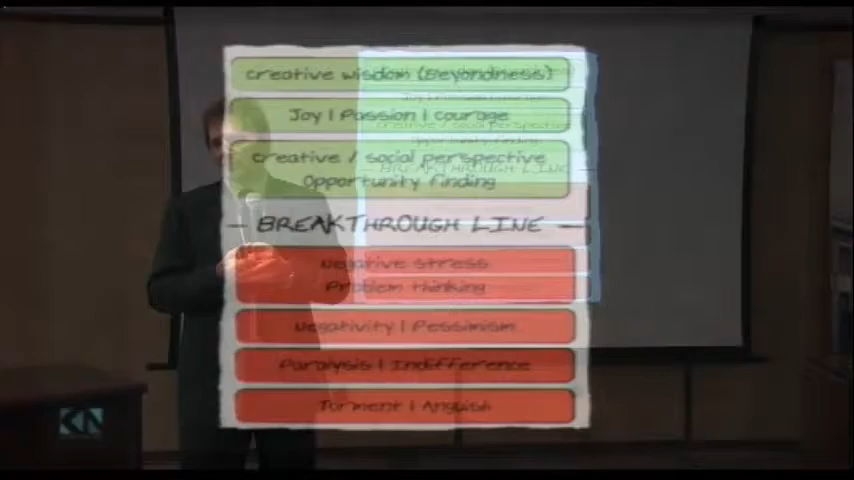 creative wisdom (Beyondness)
Joy | Passion | courage
creative / social perspective
Opportunity finding
— BREAKTHROUGH LINE —
Negative stress
Problem thinking
Negativity | Pessimism
Paralysis | Indifference
Torment | Anguish
KN